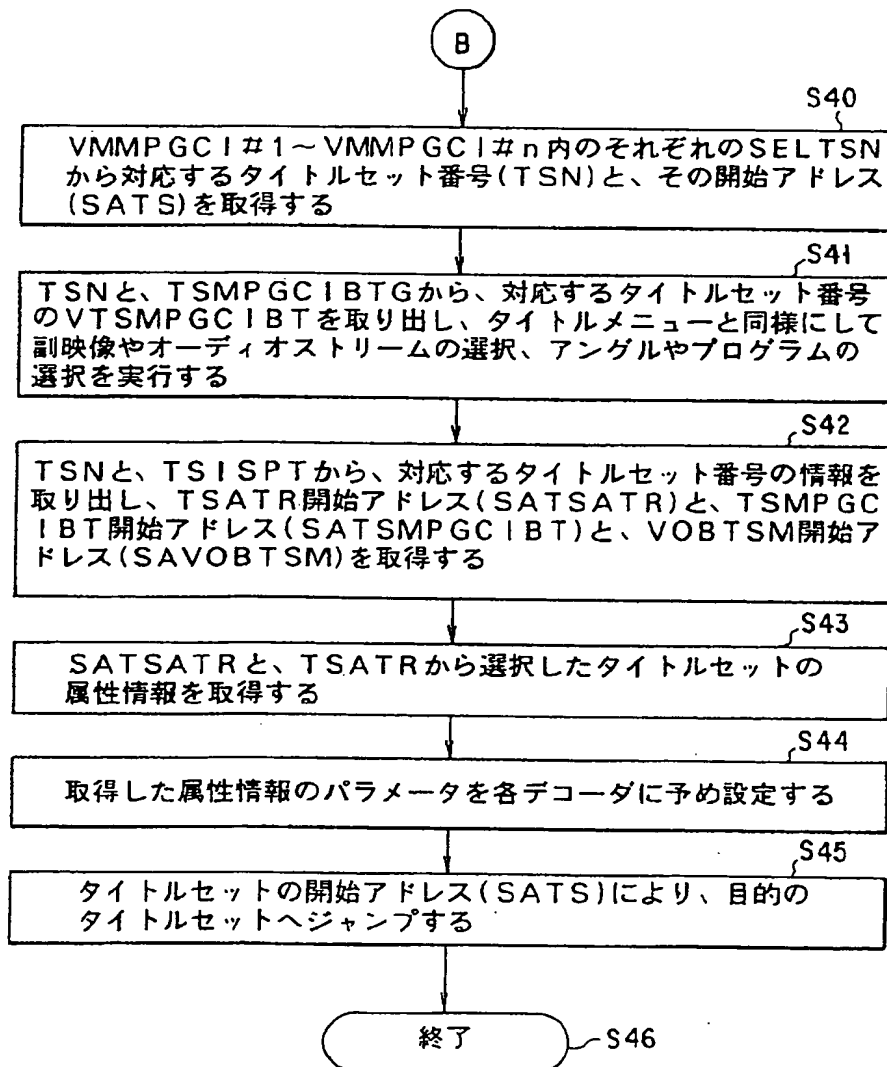 B
S40
VMMPGCI#1～VMMPGCI#n内のそれぞれのSELTSN
から対応するタイトルセット番号(TSN)と、その開始アドレス
(SATS)を取得する
S41
TSNと、TSMPGCIBTGから、対応するタイトルセット番号
のVTSMPGCIBTを取り出し、タイトルメニューと同様にして
副映像やオーディオストリームの選択、アングルやプログラムの
選択を実行する
S42
TSNと、TSISPTから、対応するタイトルセット番号の情報を
取り出し、TSATR開始アドレス(SATSATR)と、TSMPGC
IBT開始アドレス(SATSMPGCIBT)と、VOBTSM開始ア
ドレス(SAVOBTSM)を取得する
S43
SATSATRと、TSATRから選択したタイトルセットの
属性情報を取得する
S44
取得した属性情報のパラメータを各デコーダに予め設定する
S45
タイトルセットの開始アドレス(SATS)により、目的の
タイトルセットへジャンプする
終了
S46